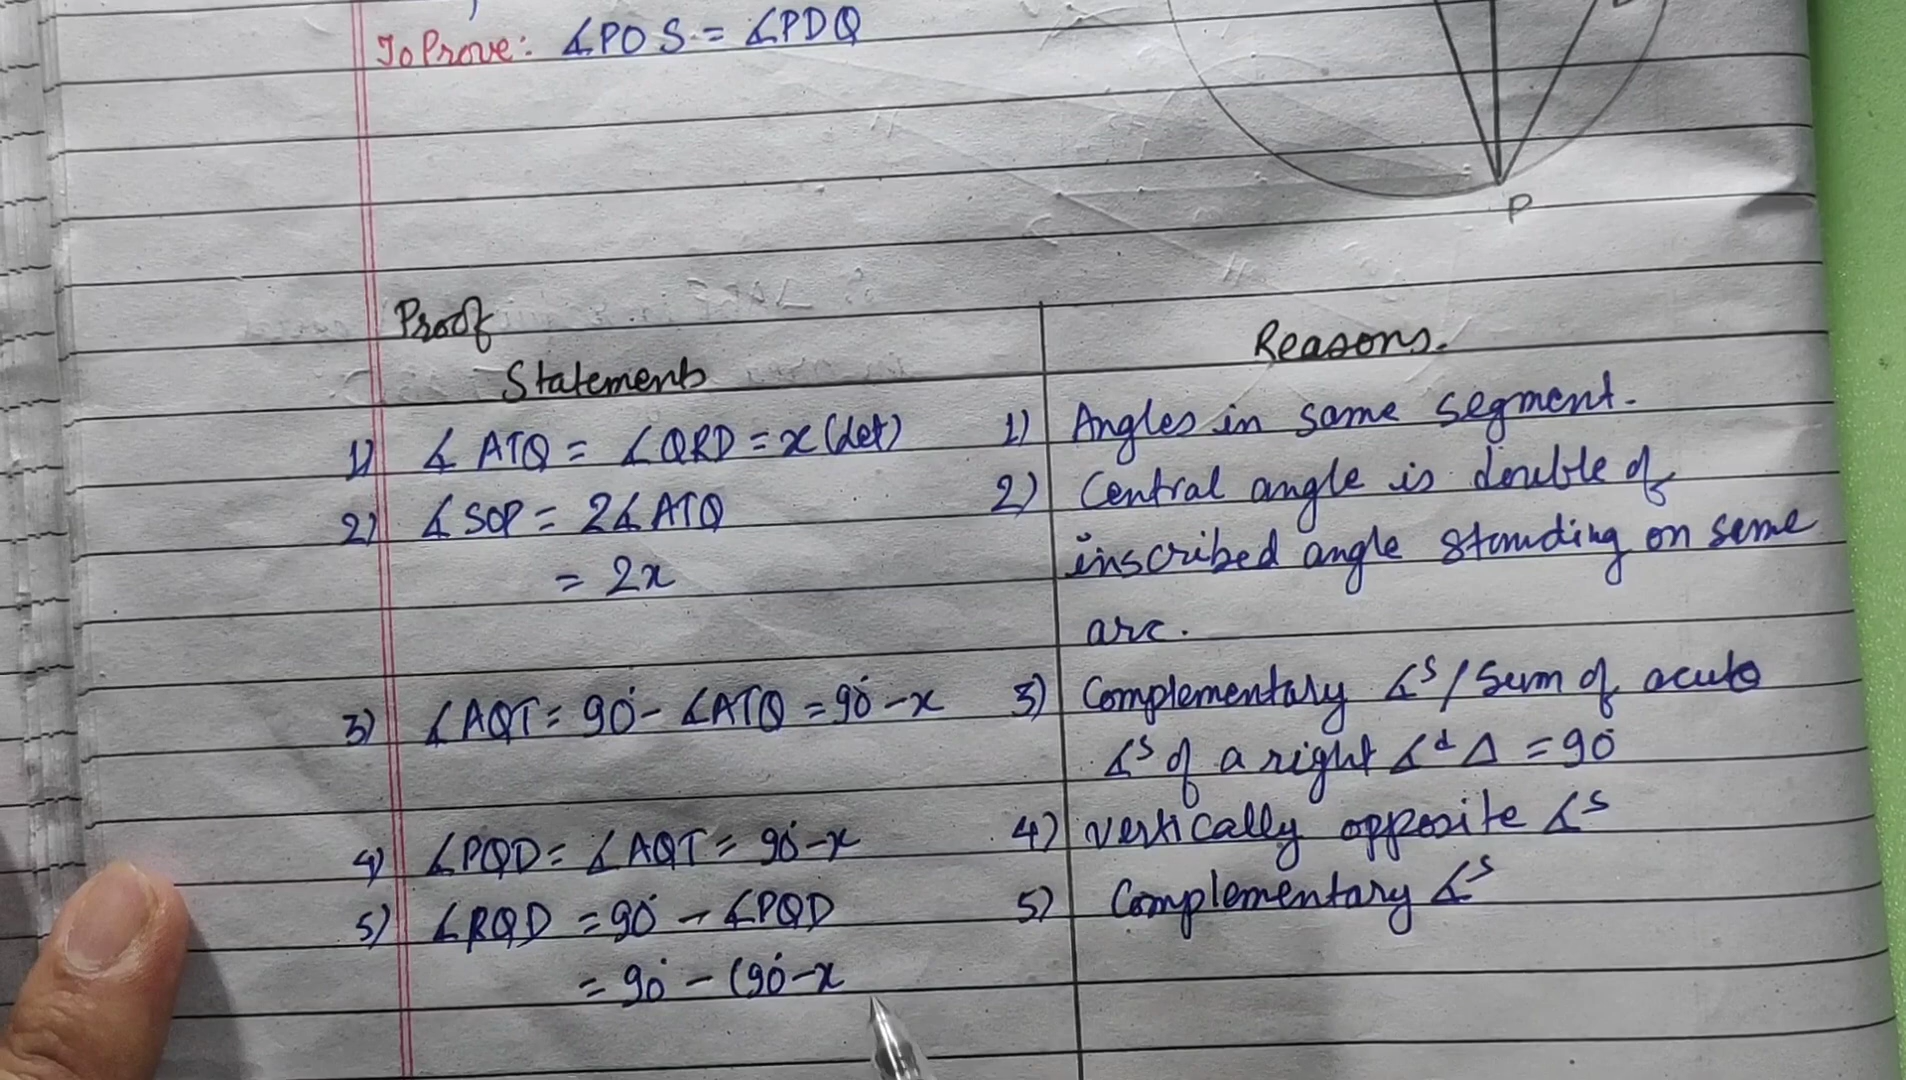 To Prove: ∡POS = ∡PDQ
P
Proof
Statements
Reasons.
1) ∡ATQ = ∡QRD = x (let)
1) Angles in same segment.
2) ∡SOP = 2∡ATQ
= 2x
2) Central angle is double of
inscribed angle standing on same
arc.
3) ∡AQT = 90° - ∡ATQ = 90° - x
3) Complementary ∡s / Sum of acute
∡s of a right ∡d Δ = 90°
4) ∡PQD = ∡AQT = 90° - x
4) vertically opposite ∡s
5) ∡RQD = 90° - ∡PQD
= 90° - (90° - x
5) Complementary ∡s